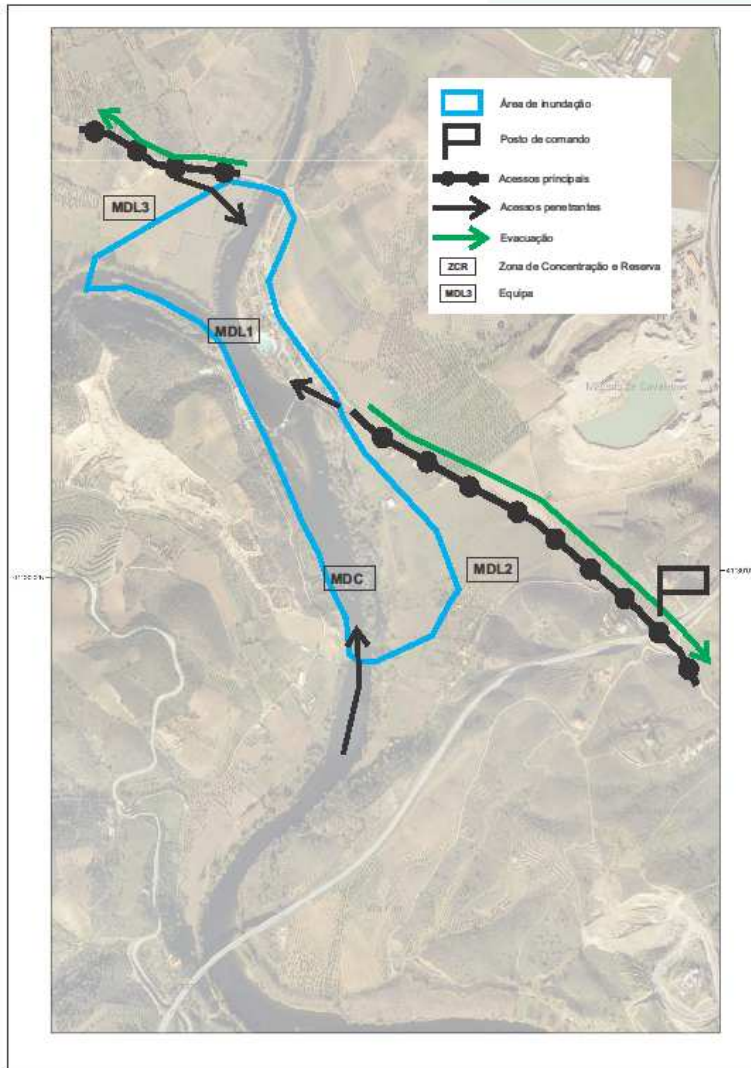 Área de inundação
Posto de comando
Acessos principais
Acessos penetrantes
Evacuação
ZCR Zona de Concentração e Reserva
MDL3 Equipa
MDL3
MDL1
MDC
MDL2